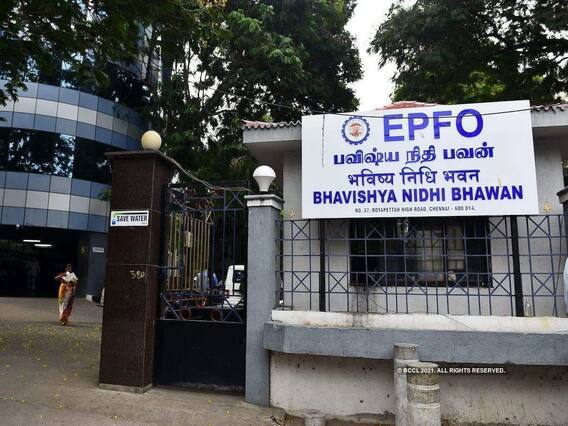 EPFO
பவிஷ்ய நிதி பவன்
भविष्य निधि भवन
BHAVISHYA NIDHI BHAWAN
NO. 37, ROYAPETTAH HIGH ROAD, CHENNAI - 600 014.
SAVE WATER
© BCCL 2021. ALL RIGHTS RESERVED.